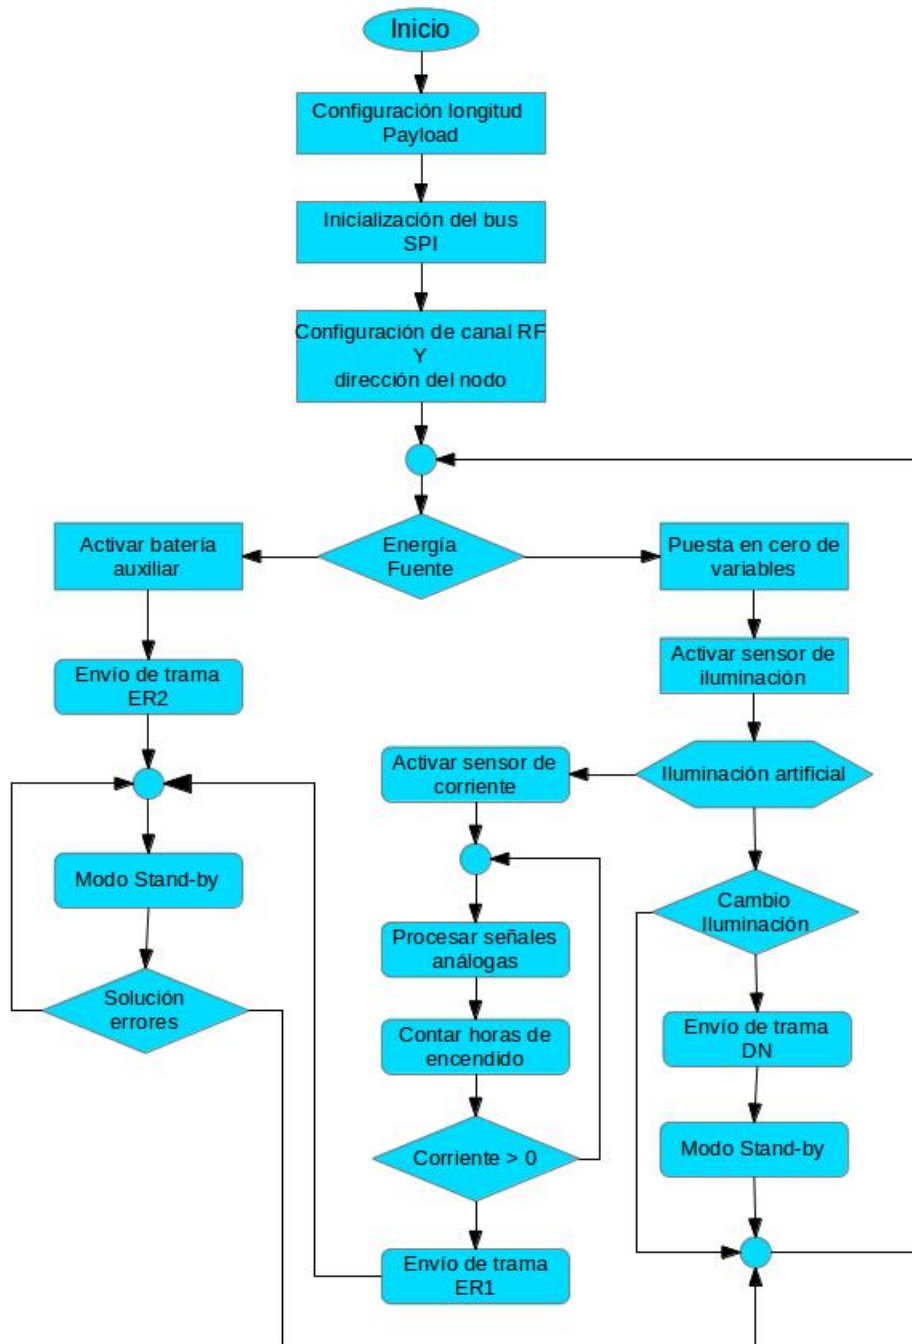 Inicio
Configuración longitud
Payload
Inicialización del bus
SPI
Configuración de canal RF
Y
dirección del nodo
Activar batería
auxiliar
Energía
Fuente
Puesta en cero de
variables
Envío de trama
ER2
Activar sensor de
iluminación
Activar sensor de
corriente
Iluminación artificial
Modo Stand-by
Cambio
Iluminación
Procesar señales
análogas
Solución
errores
Contar horas de
encendido
Envío de trama
DN
Corriente > 0
Modo Stand-by
Envío de trama
ER1